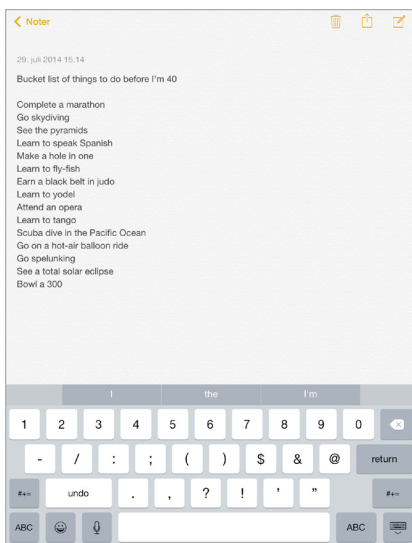 Noter
29. juli 2014 15.14
Bucket list of things to do before I'm 40
Complete a marathon
Go skydiving
See the pyramids
Learn to speak Spanish
Make a hole in one
Learn to fly-fish
Earn a black belt in judo
Learn to yodel
Attend an opera
Learn to tango
Scuba dive in the Pacific Ocean
Go on a hot-air balloon ride
Go spelunking
See a total solar eclipse
Bowl a 300
I the I'm
1 2 3 4 5 6 7 8 9 0
- / : ; ( ) $ & @ return
#+= undo . , ? ! ' " #+=
ABC ABC